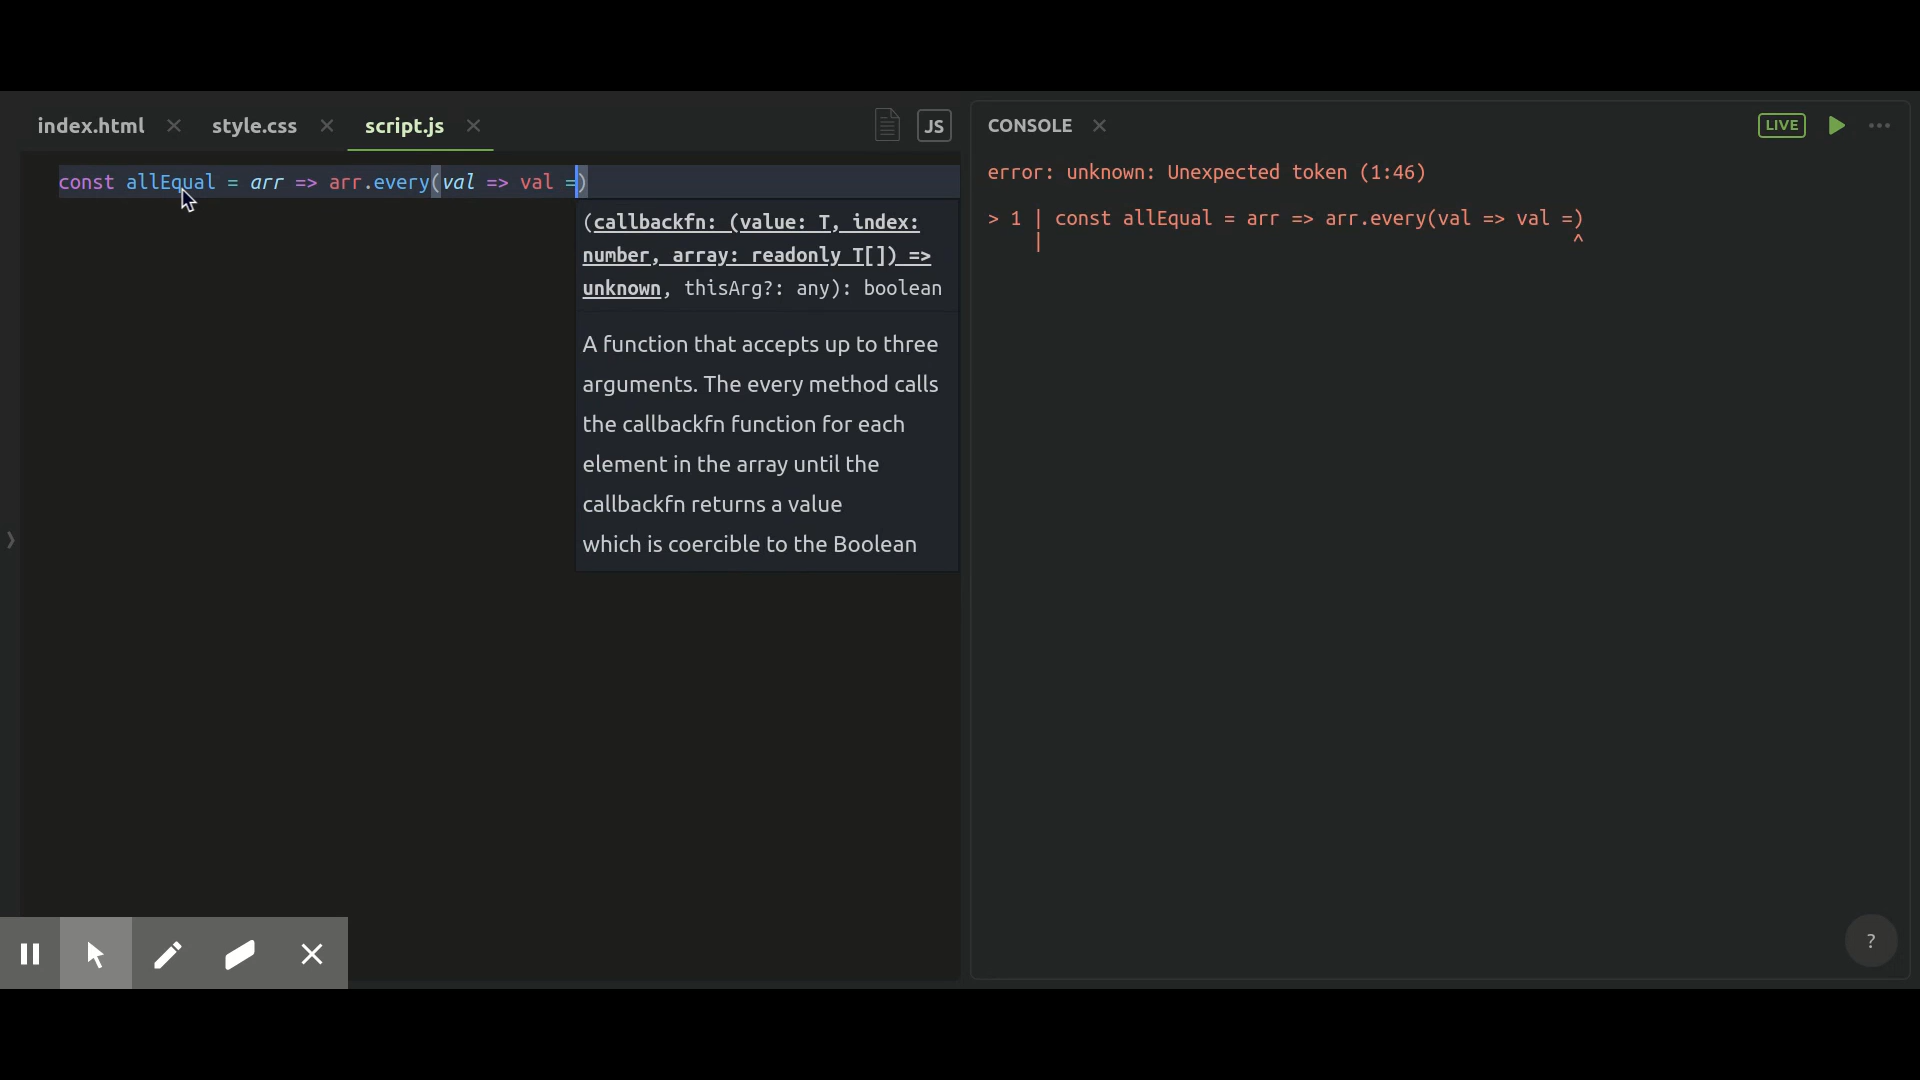 index.html
style.css
script.js
JS
const allEqual = arr => arr.every(val => val =)
(callbackfn: (value: T, index:
number, array: readonly T[]) =>
unknown, thisArg?: any): boolean
A function that accepts up to three
arguments. The every method calls
the callbackfn function for each
element in the array until the
callbackfn returns a value
which is coercible to the Boolean
CONSOLE
LIVE
error: unknown: Unexpected token (1:46)
> 1 | const allEqual = arr => arr.every(val => val =)
| ^
?